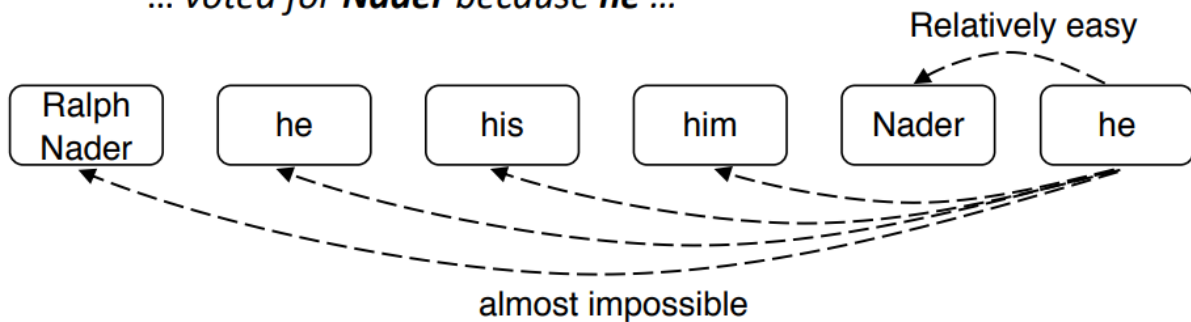 ... voted for Nader because he ...
Relatively easy
Ralph
Nader
he
his
him
Nader
he
almost impossible